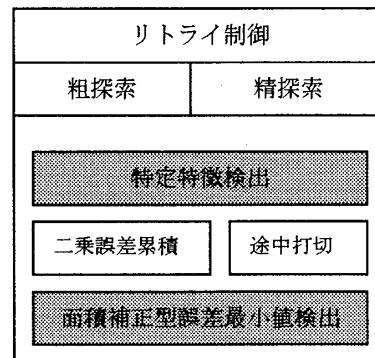 リトライ制御
粗探索 精探索
特定特徴検出
二乗誤差累積 途中打切
面積補正型誤差最小値検出